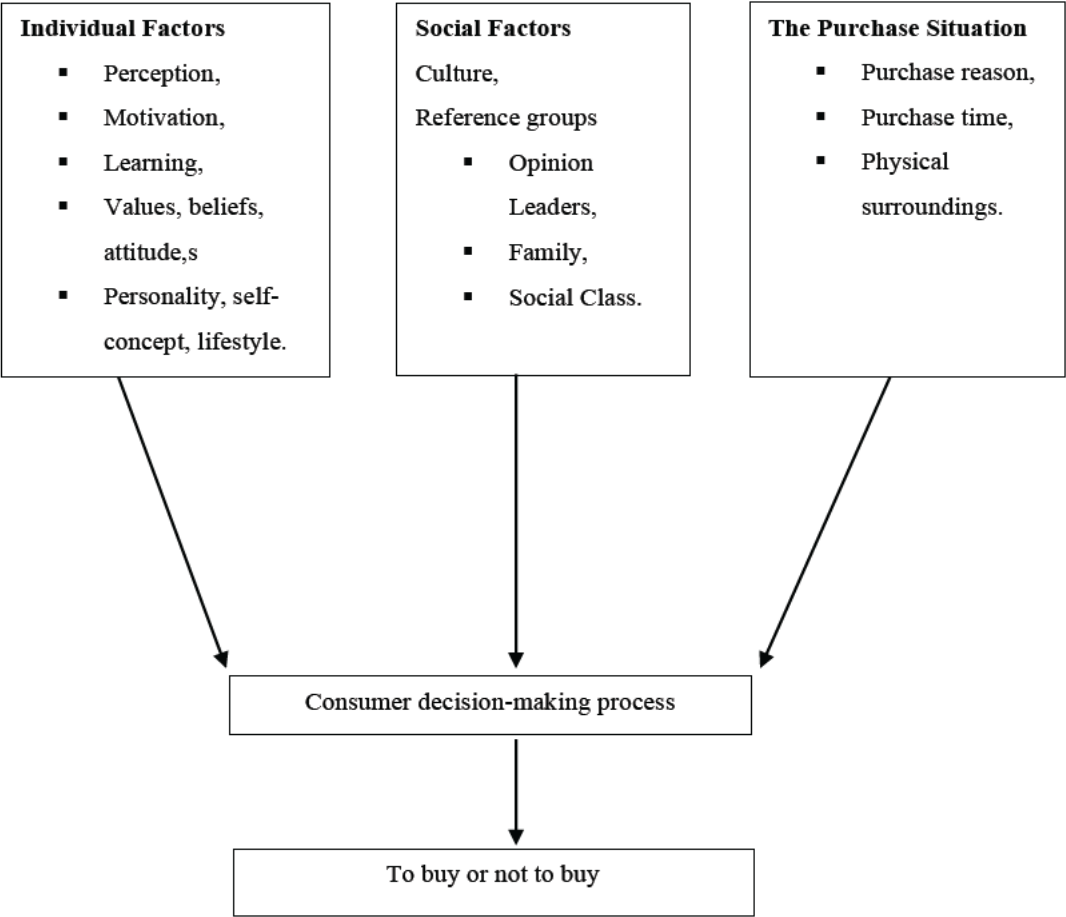 Individual Factors
▪ Perception,
▪ Motivation,
▪ Learning,
▪ Values, beliefs,
attitude,s
▪ Personality, self-
concept, lifestyle.
Social Factors
Culture,
Reference groups
▪ Opinion
Leaders,
▪ Family,
▪ Social Class.
The Purchase Situation
▪ Purchase reason,
▪ Purchase time,
▪ Physical
surroundings.
Consumer decision-making process
To buy or not to buy